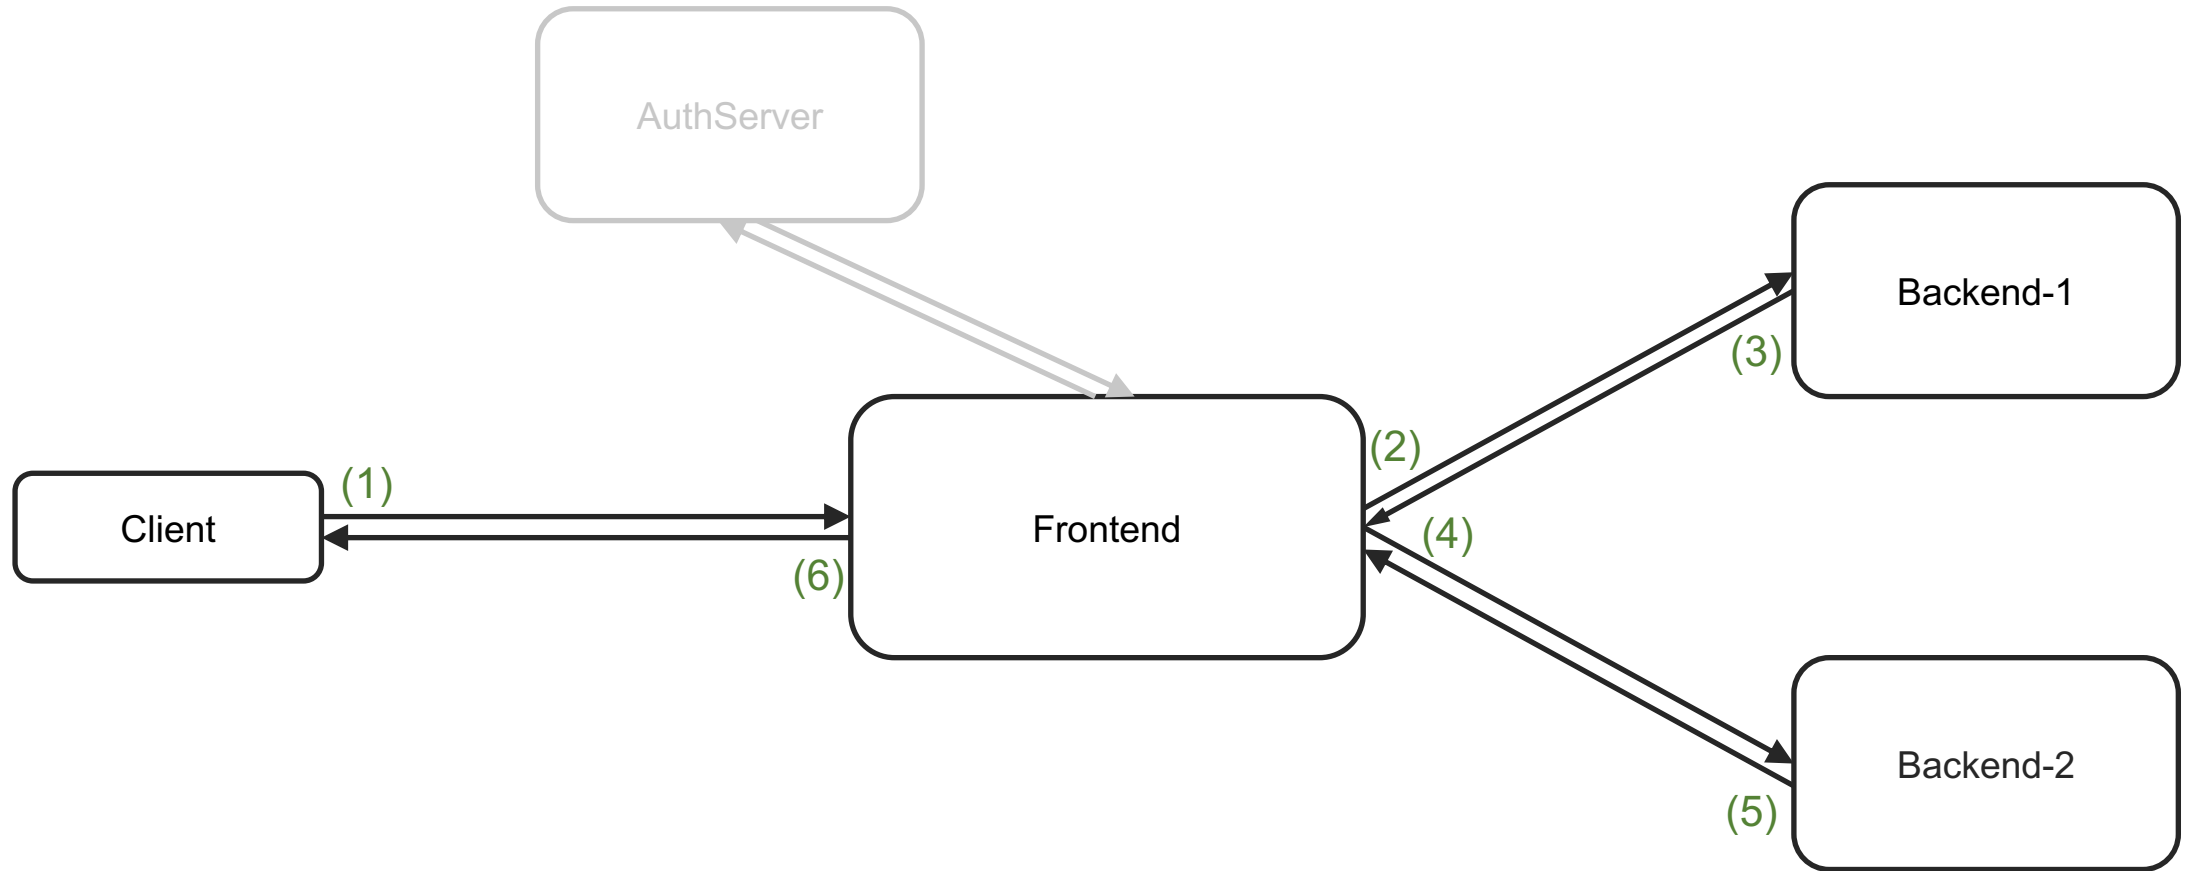 AuthServer
Backend-1
(3)
(2)
(1)
Client
Frontend
(4)
(6)
Backend-2
(5)